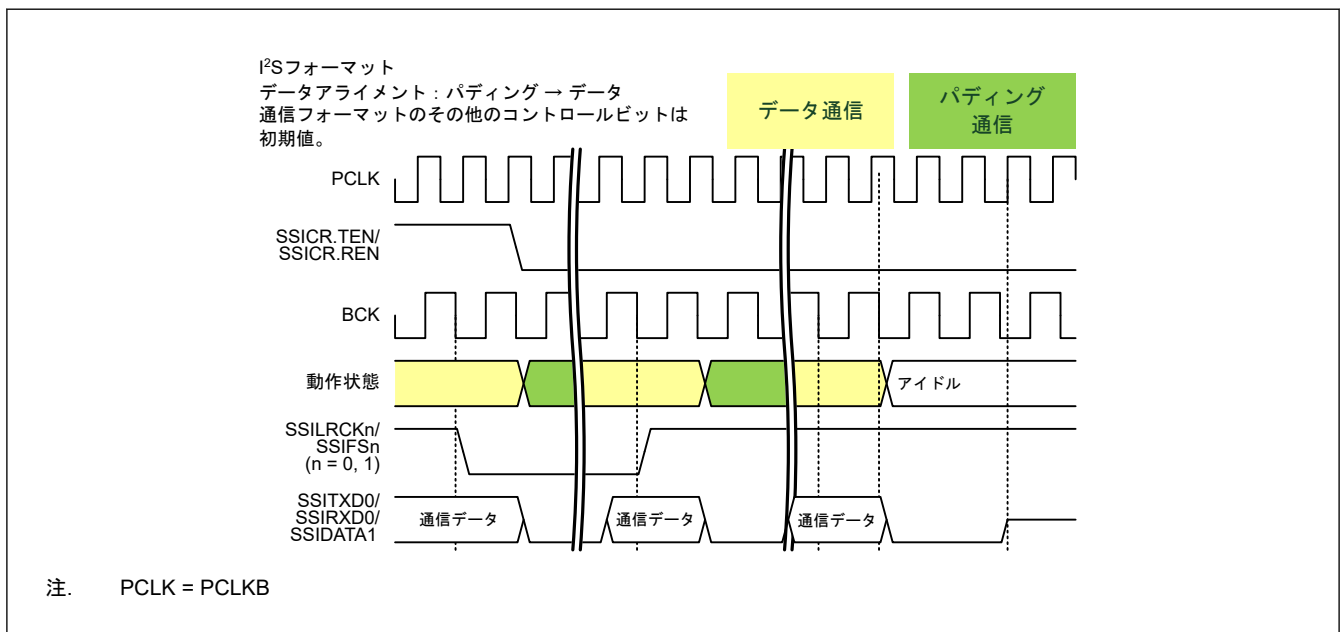 I²Sフォーマット
データアライメント：パディング → データ
通信フォーマットのその他のコントロールビットは
初期値。
データ通信
パディング
通信
PCLK
SSICR.TEN/
SSICR.REN
BCK
動作状態
アイドル
SSILRCKn/
SSIFSn
(n = 0, 1)
SSITXD0/
SSIRXD0/
SSIDATA1
通信データ
通信データ
通信データ
注. PCLK = PCLKB